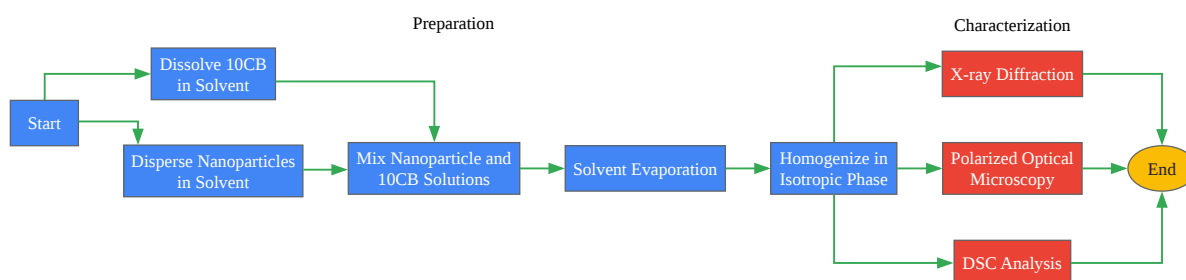 Preparation
Characterization
Start
Dissolve 10CB
in Solvent
Disperse Nanoparticles
in Solvent
Mix Nanoparticle and
10CB Solutions
Solvent Evaporation
Homogenize in
Isotropic Phase
X-ray Diffraction
Polarized Optical
Microscopy
DSC Analysis
End